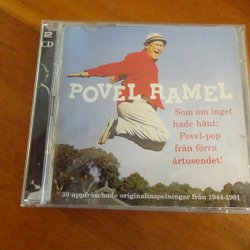 2
CD
POVEL RAMEL
Som om inget
hade hänt:
Povel-pop
från förra
årtusendet!
30 uppfräschade originalinspelningar från 1944-1991